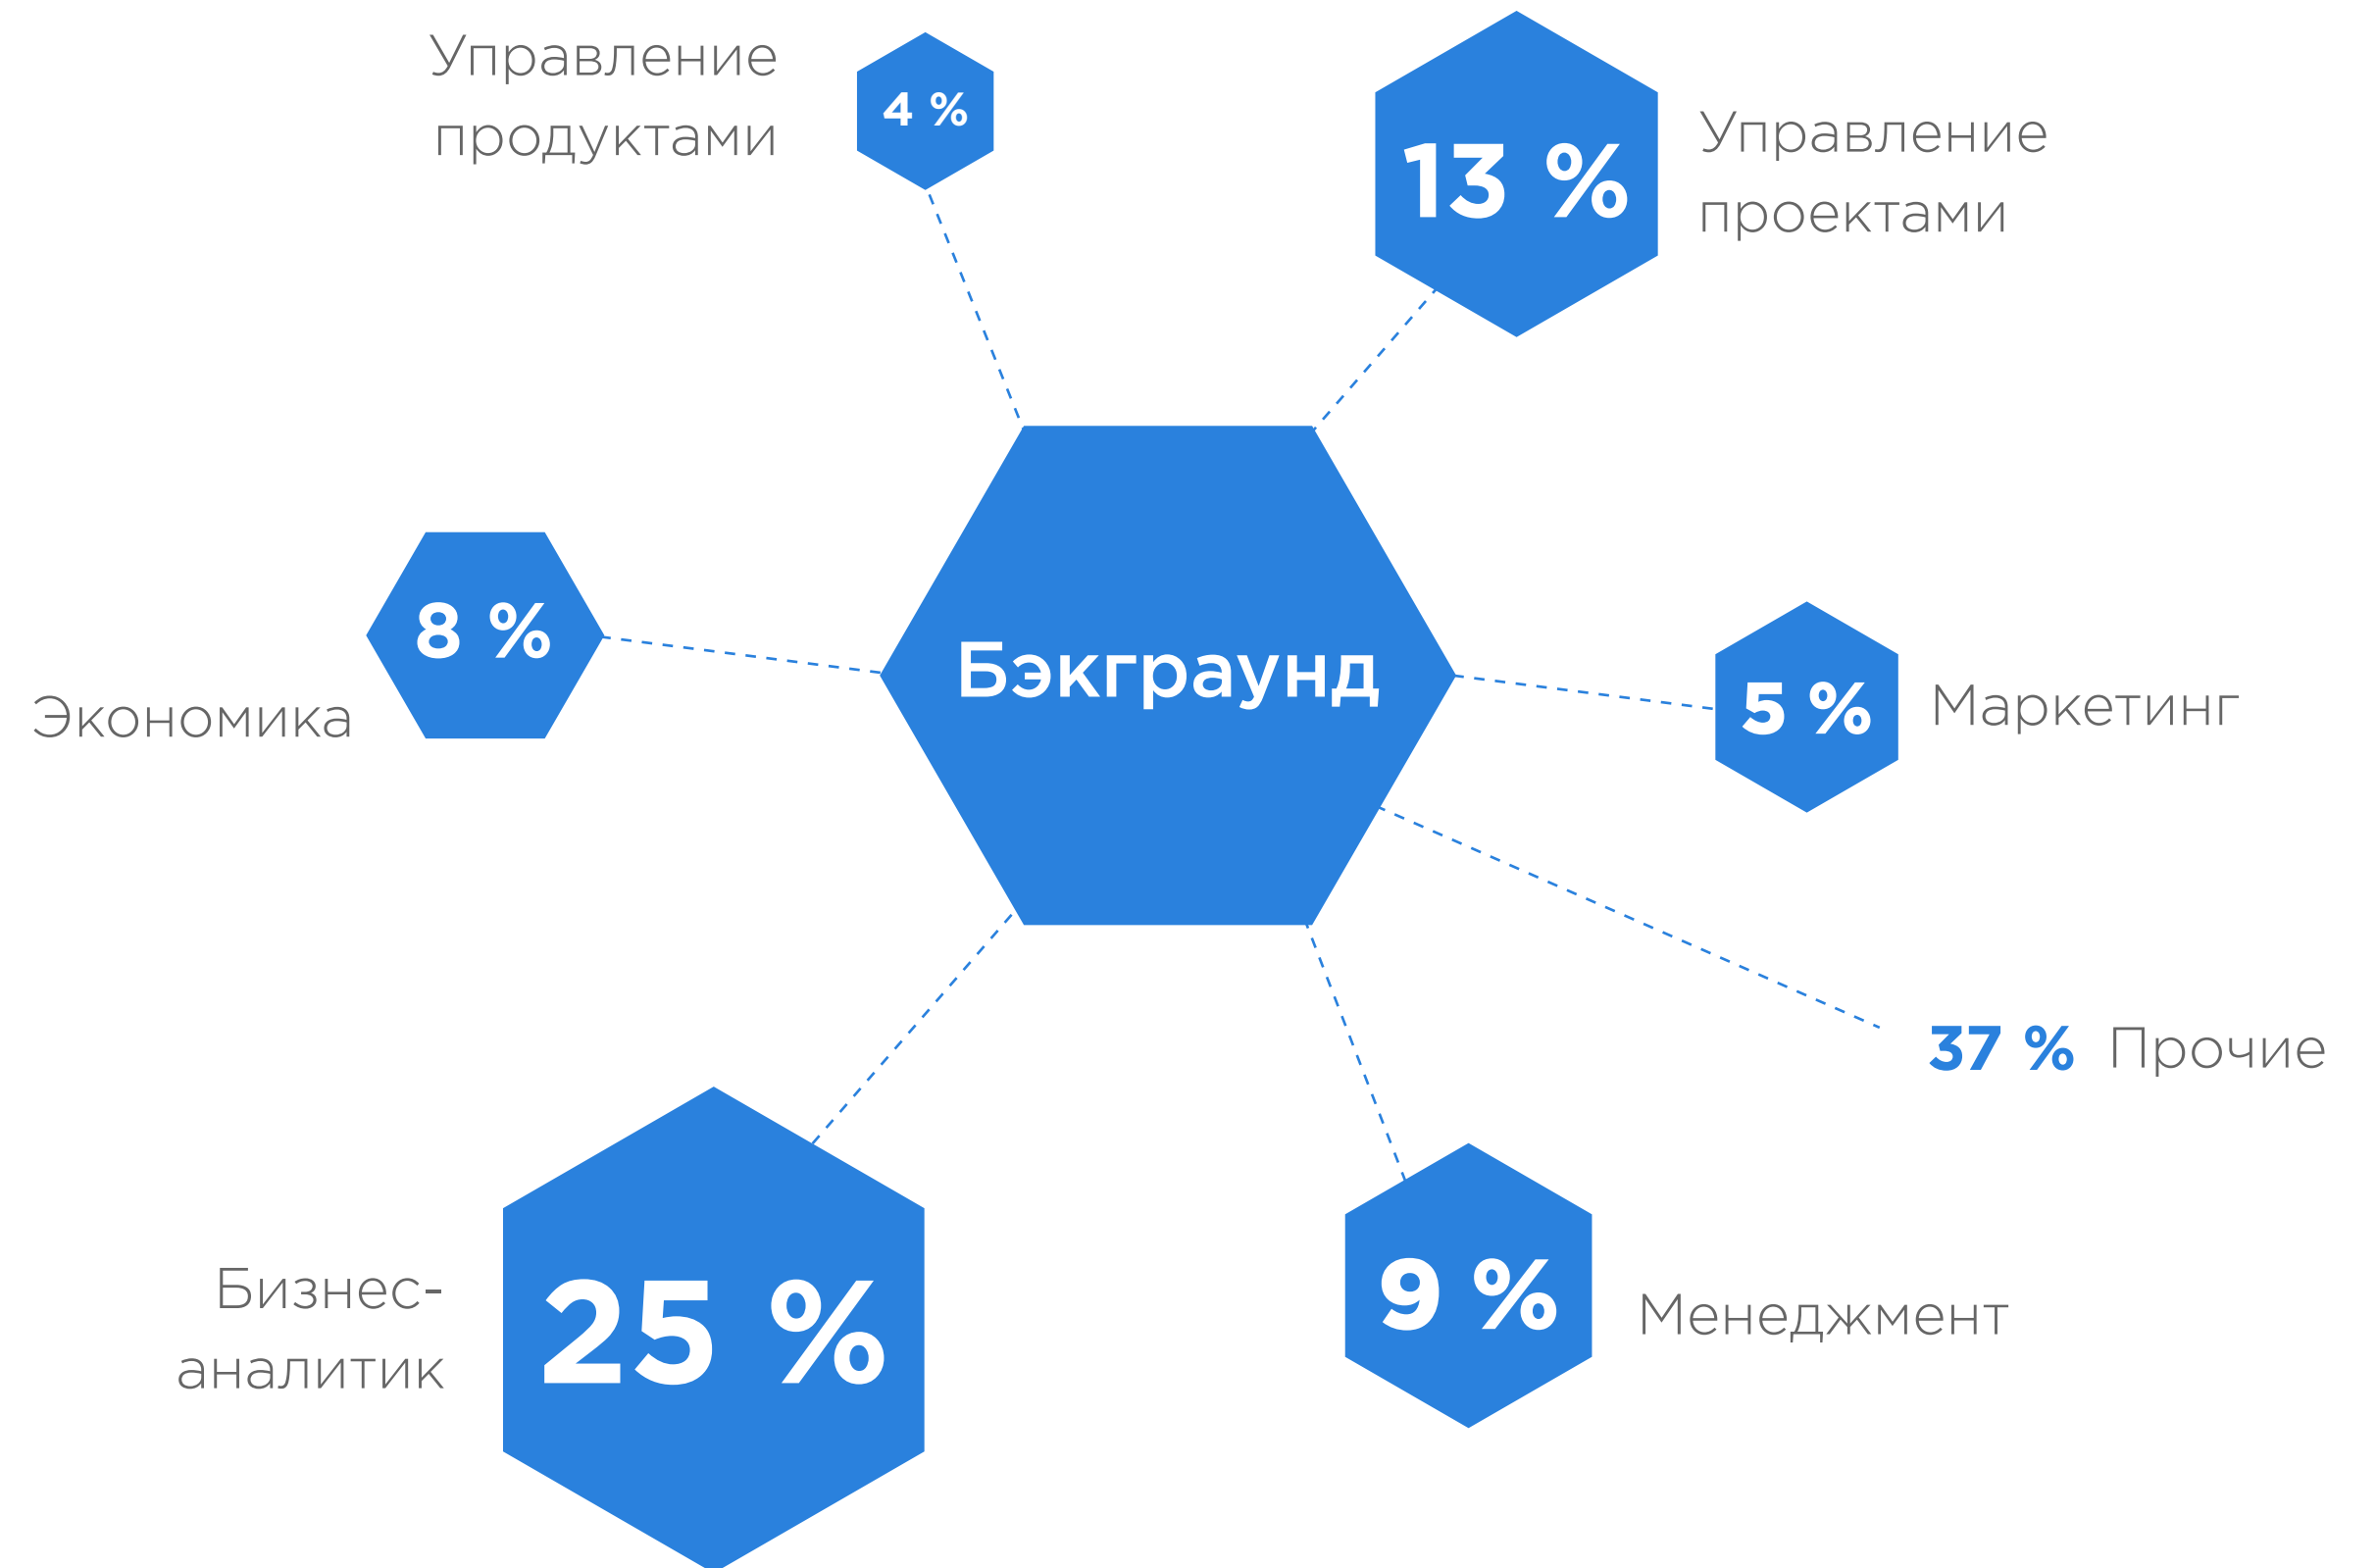 Управление
продуктами
4 %
13 %
Управление
проектами
8 %
Экономика
Бэкграунд
5 %
Маркетинг
37 % Прочие
Бизнес-
аналитик
25 %
9 %
Менеджмент